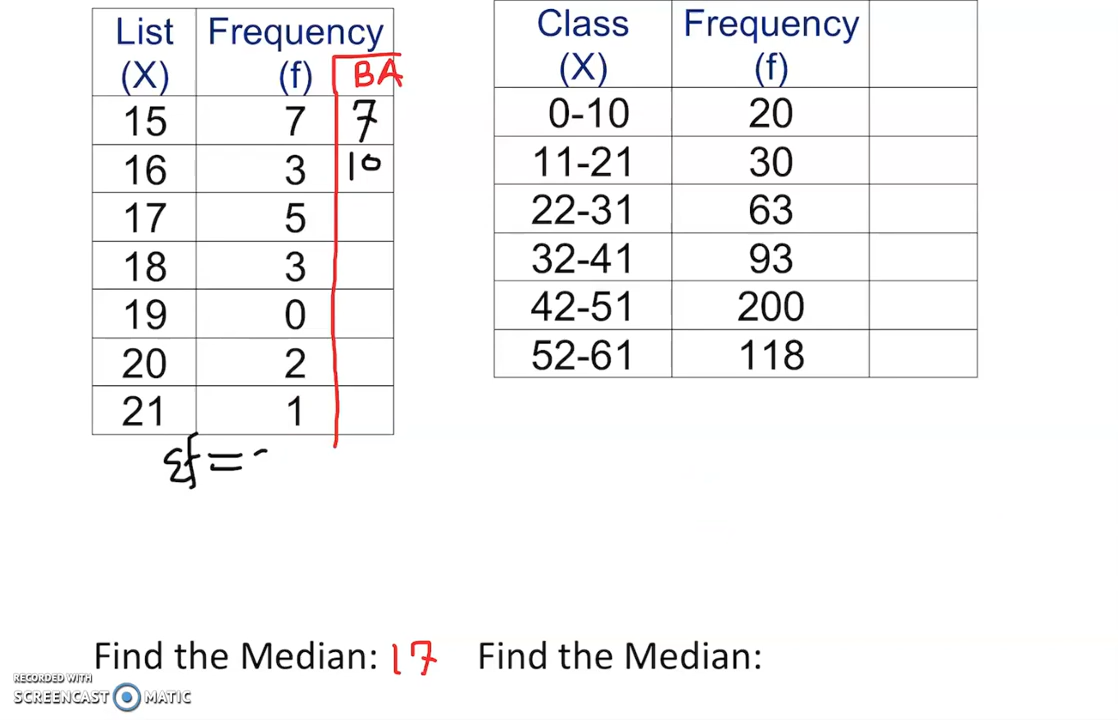 List Frequency
(X) (f) BA
15 7 7
16 3 10
17 5
18 3
19 0
20 2
21 1
Σf =
Class Frequency
(X) (f)
0-10 20
11-21 30
22-31 63
32-41 93
42-51 200
52-61 118
Find the Median: 17
Find the Median:
RECORDED WITH
SCREENCAST MATIC